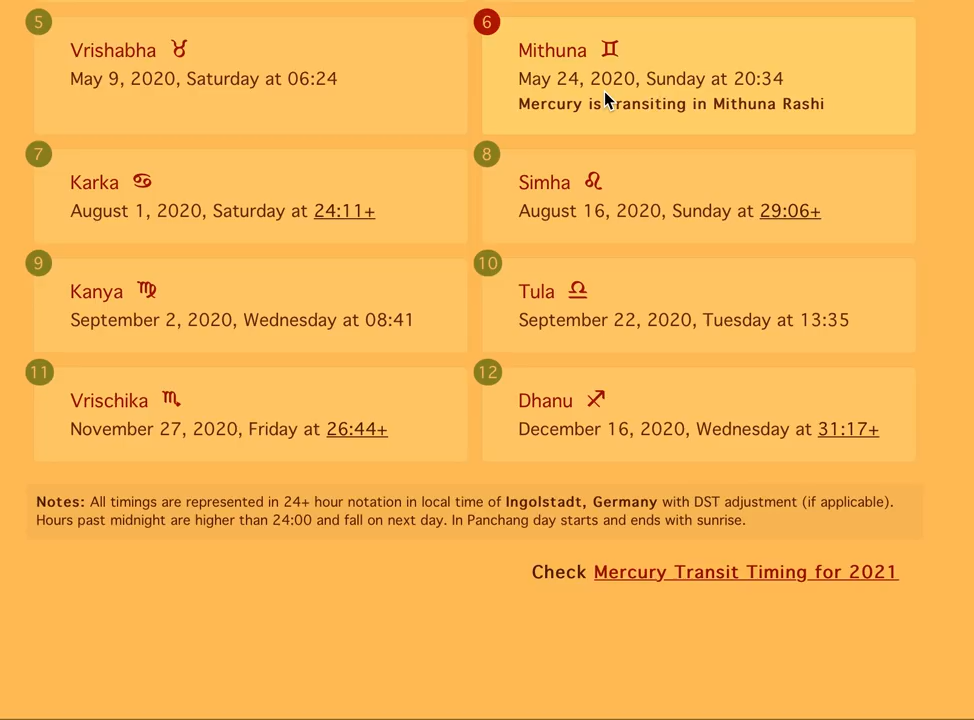 5
Vrishabha ♉
May 9, 2020, Saturday at 06:24
6
Mithuna ♊
May 24, 2020, Sunday at 20:34
Mercury is transiting in Mithuna Rashi
7
Karka ♋
August 1, 2020, Saturday at 24:11+
8
Simha ♌
August 16, 2020, Sunday at 29:06+
9
Kanya ♍
September 2, 2020, Wednesday at 08:41
10
Tula ♎
September 22, 2020, Tuesday at 13:35
11
Vrischika ♏
November 27, 2020, Friday at 26:44+
12
Dhanu ♐
December 16, 2020, Wednesday at 31:17+
Notes: All timings are represented in 24+ hour notation in local time of Ingolstadt, Germany with DST adjustment (if applicable).
Hours past midnight are higher than 24:00 and fall on next day. In Panchang day starts and ends with sunrise.
Check Mercury Transit Timing for 2021